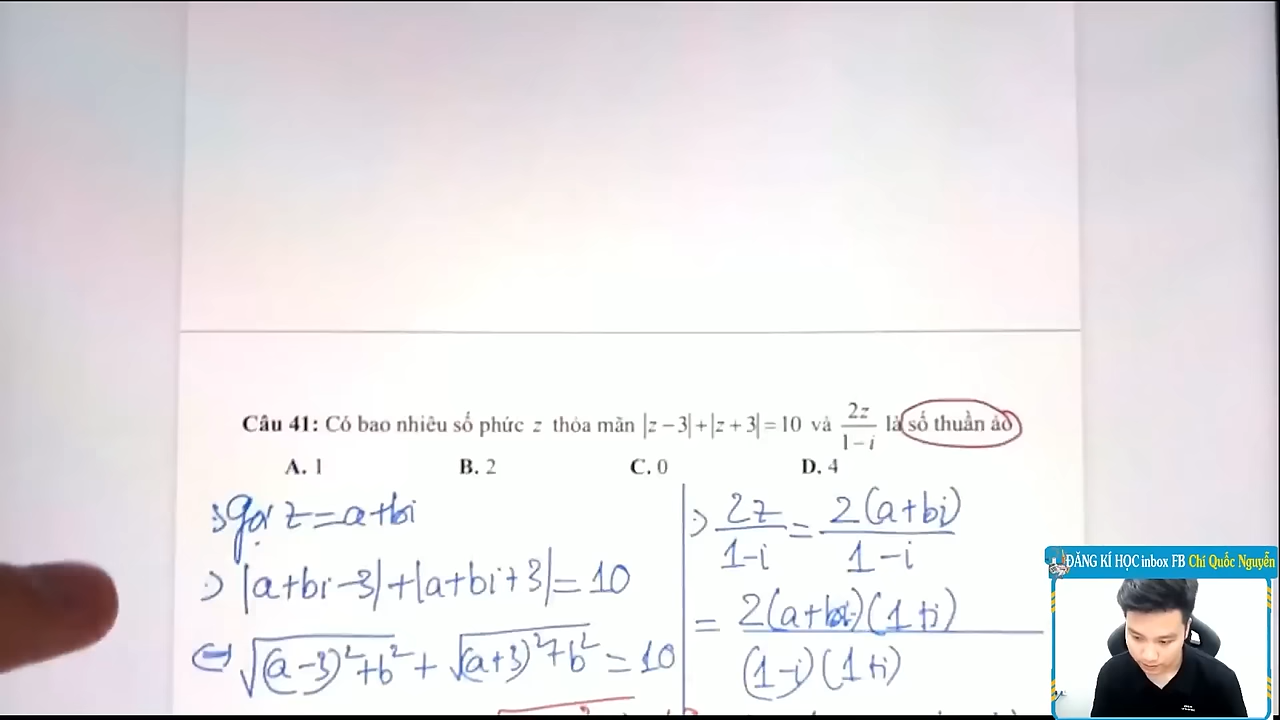 Câu 41: Có bao nhiêu số phức z thỏa mãn |z − 3| + |z + 3| = 10 và 2z/(1−i) là số thuần ảo
A. 1 B. 2 C. 0 D. 4
Gọi z = a+bi
|a+bi−3|+|a+bi+3|=10
⇔ √((a−3)²+b²) + √((a+3)²+b²) = 10
2z/(1−i) = 2(a+bi)/(1−i)
= 2(a+bi)(1+i)/((1−i)(1+i))
ĐĂNG KÍ HỌC inbox FB Chí Quốc Nguyễn